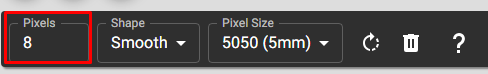 Pixels Shape Pixel Size
8 Smooth 5050 (5mm) ?